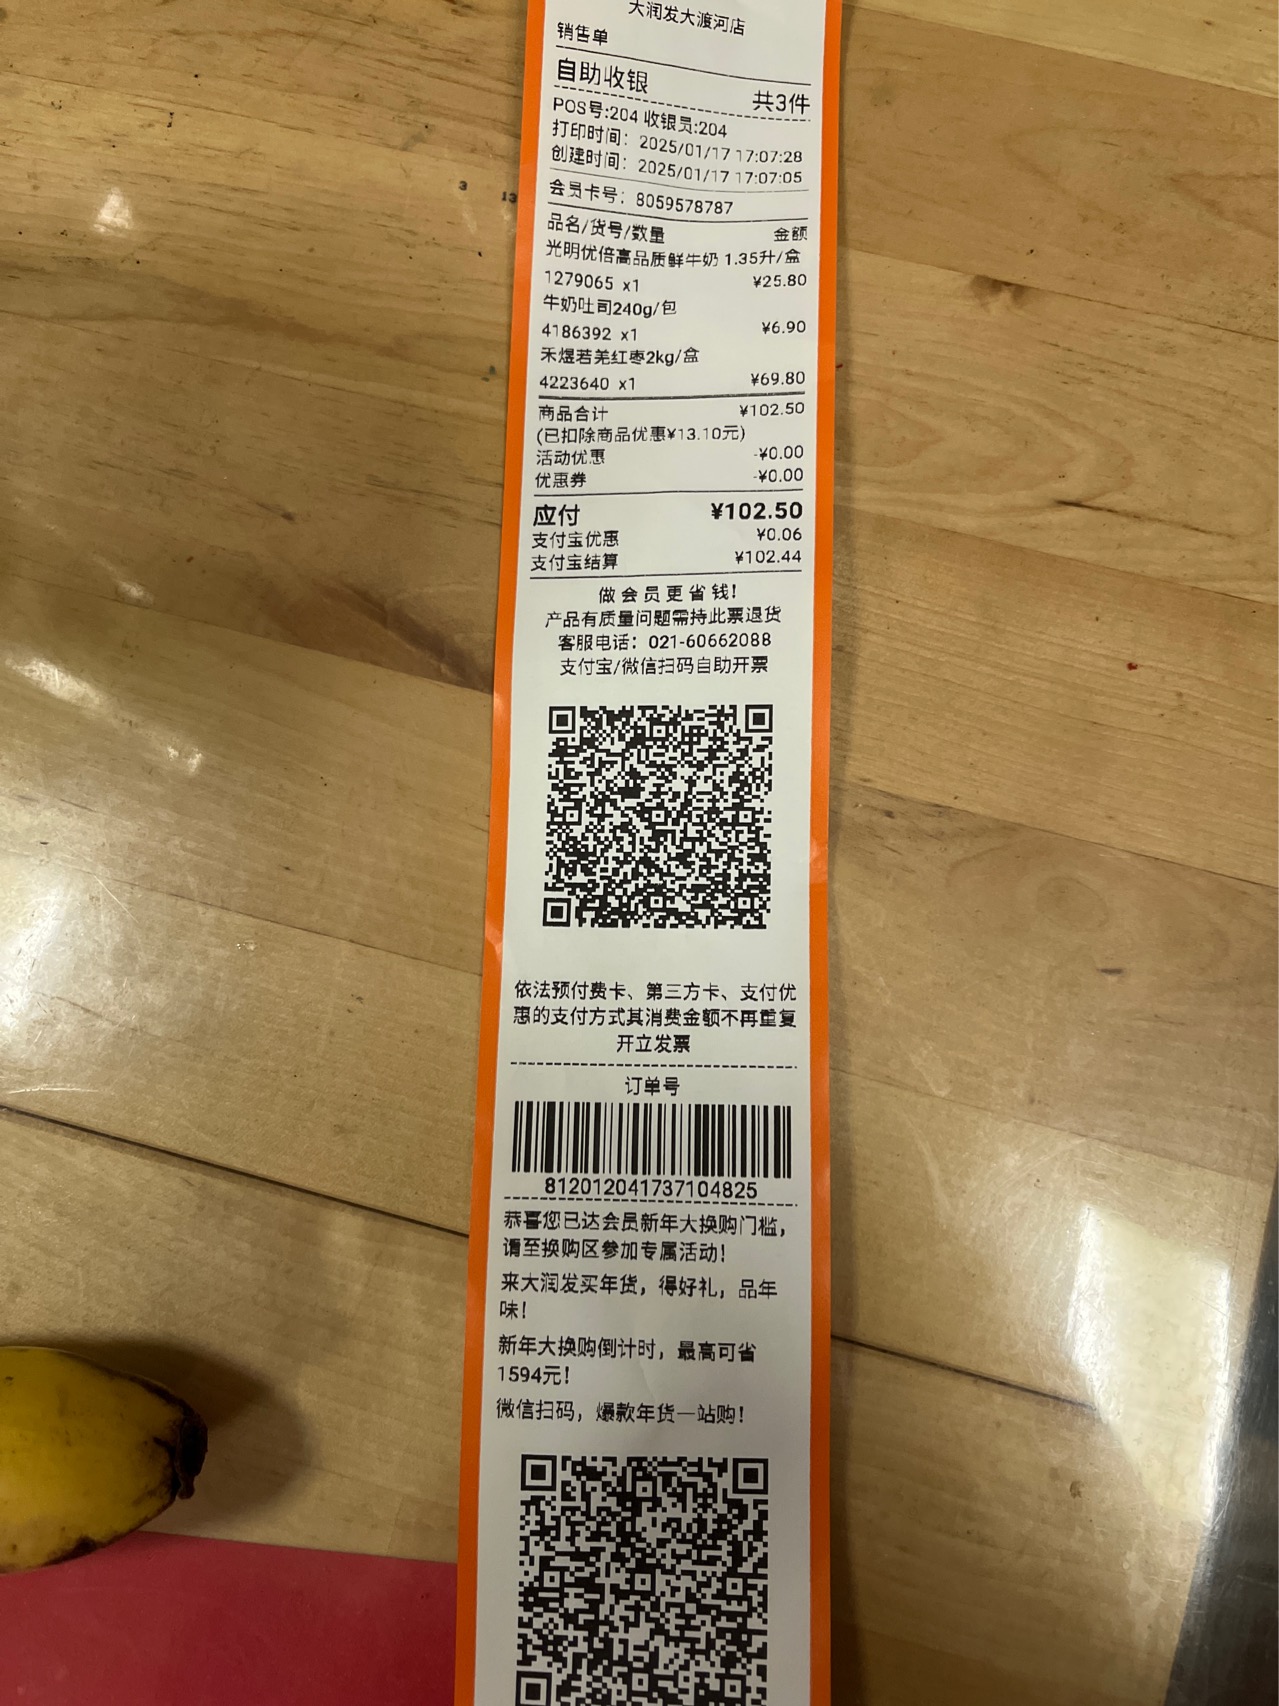 大润发大渡河店
销售单
自助收银 共3件
POS号:204 收银员:204
打印时间: 2025/01/17 17:07:28
创建时间: 2025/01/17 17:07:05
会员卡号: 8059578787
品名/货号/数量 金额
光明优倍高品质鲜牛奶 1.35升/盒
1279065 x1 ¥25.80
牛奶吐司240g/包
4186392 x1 ¥6.90
禾煜若羌红枣2kg/盒
4223640 x1 ¥69.80
商品合计 ¥102.50
(已扣除商品优惠¥13.10元)
活动优惠 -¥0.00
优惠券 -¥0.00
应付 ¥102.50
支付宝优惠 ¥0.06
支付宝结算 ¥102.44
做会员更省钱!
产品有质量问题需持此票退货
客服电话: 021-60662088
支付宝/微信扫码自助开票
依法预付费卡、第三方卡、支付优
惠的支付方式其消费金额不再重复
开立发票
订单号
812012041737104825
恭喜您已达会员新年大换购门槛,
请至换购区参加专属活动!
来大润发买年货, 得好礼, 品年
味!
新年大换购倒计时, 最高可省
1594元!
微信扫码, 爆款年货一站购!
3 13